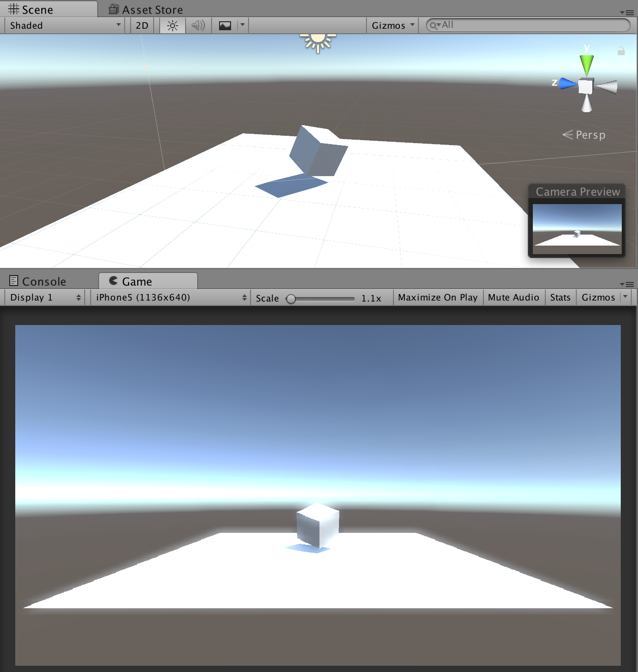 Scene Asset Store
Shaded 2D Gizmos All
y
z
Persp
Camera Preview
Console Game
Display 1 iPhone5 (1136x640) Scale 1.1x Maximize On Play Mute Audio Stats Gizmos